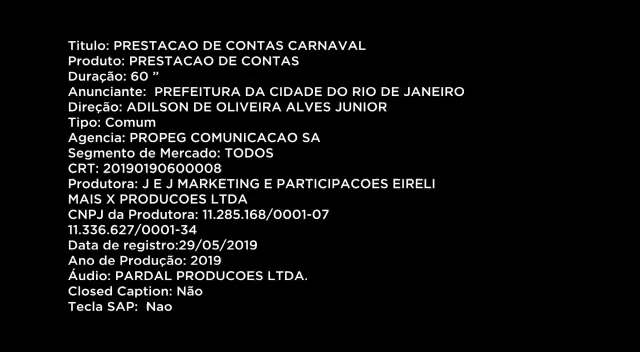 Titulo: PRESTACAO DE CONTAS CARNAVAL
Produto: PRESTACAO DE CONTAS
Duração: 60 ”
Anunciante:  PREFEITURA DA CIDADE DO RIO DE JANEIRO
Direção: ADILSON DE OLIVEIRA ALVES JUNIOR
Tipo: Comum
Agencia: PROPEG COMUNICACAO SA
Segmento de Mercado: TODOS
CRT: 20190190600008
Produtora: J E J MARKETING E PARTICIPACOES EIRELI
MAIS X PRODUCOES LTDA
CNPJ da Produtora: 11.285.168/0001-07
11.336.627/0001-34
Data de registro:29/05/2019
Ano de Produção: 2019
Áudio: PARDAL PRODUCOES LTDA.
Closed Caption: Não
Tecla SAP:  Nao